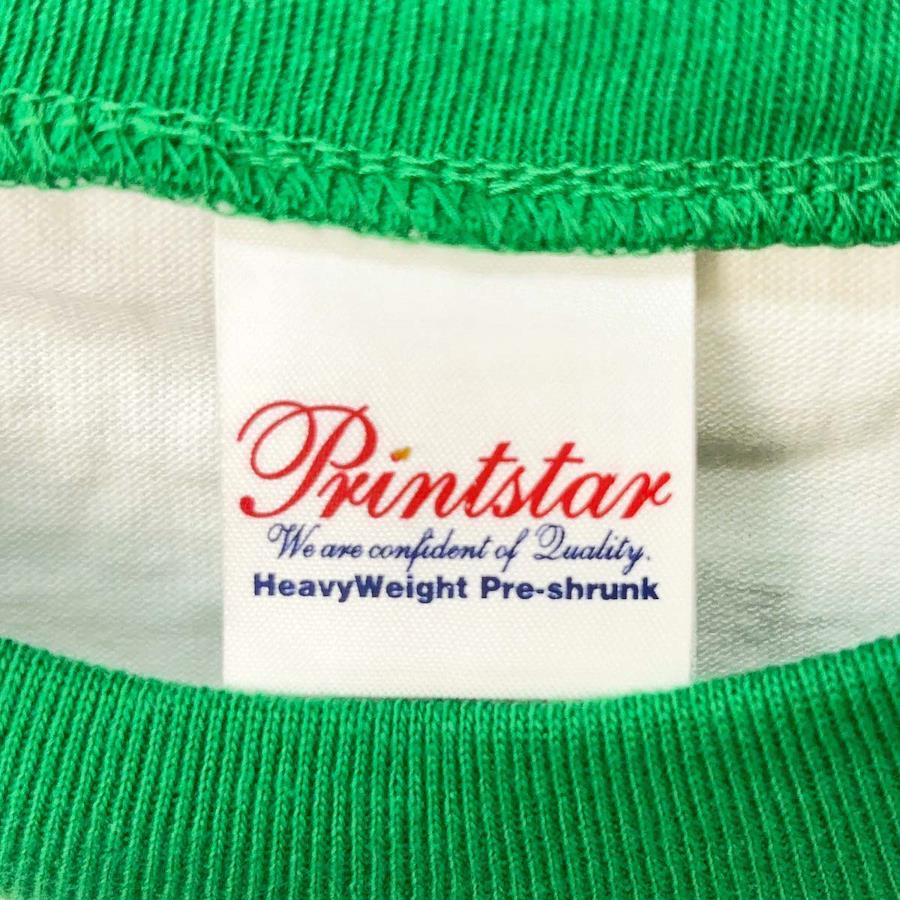 Printstar
We are confident of Quality.
HeavyWeight Pre-shrunk